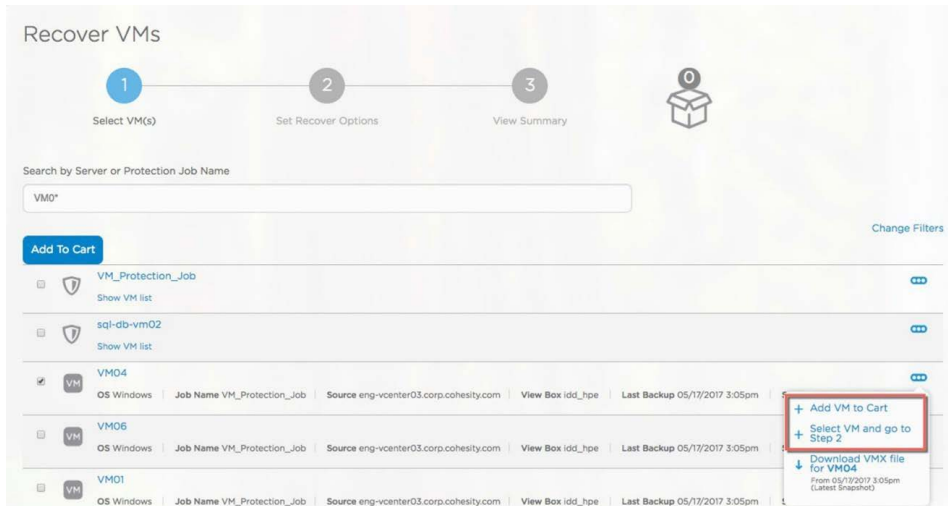 Recover VMs
1
2
3
0
Select VM(s)
Set Recover Options
View Summary
Search by Server or Protection Job Name
VM0*
Change Filters
Add To Cart
VM_Protection_Job
Show VM list
sql-db-vm02
Show VM list
VM04
VM
OS Windows
Job Name VM_Protection_Job
Source eng-vcenter03.corp.cohesity.com
View Box idd_hpe
Last Backup 05/17/2017 3:05pm
+ Add VM to Cart
+ Select VM and go to
Step 2
Download VMX file
for VM04
From 05/17/2017 3:05pm
(Latest Snapshot)
VM06
VM
OS Windows
Job Name VM_Protection_Job
Source eng-vcenter03.corp.cohesity.com
View Box idd_hpe
Last Backup 05/17/2017 3:05pm
VM01
VM
OS Windows
Job Name VM_Protection_Job
Source eng-vcenter03.corp.cohesity.com
View Box idd_hpe
Last Backup 05/17/2017 3:05pm